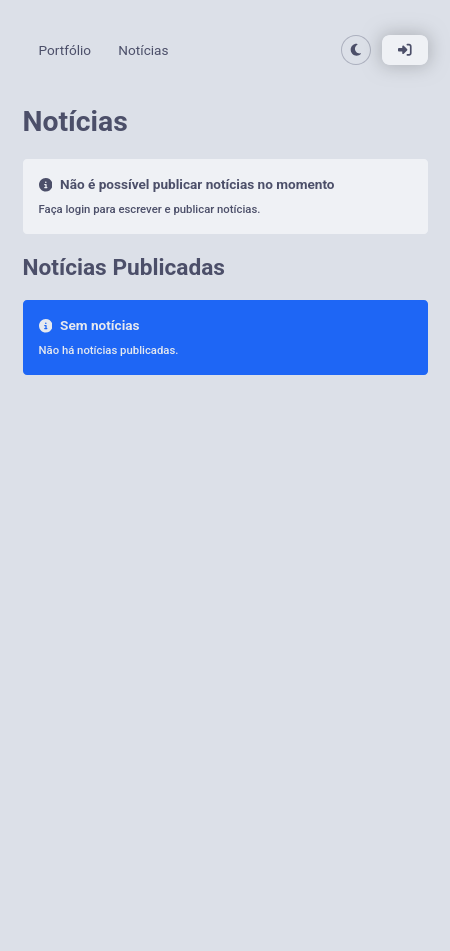 Portfólio Notícias
Notícias
Não é possível publicar notícias no momento
Faça login para escrever e publicar notícias.
Notícias Publicadas
Sem notícias
Não há notícias publicadas.